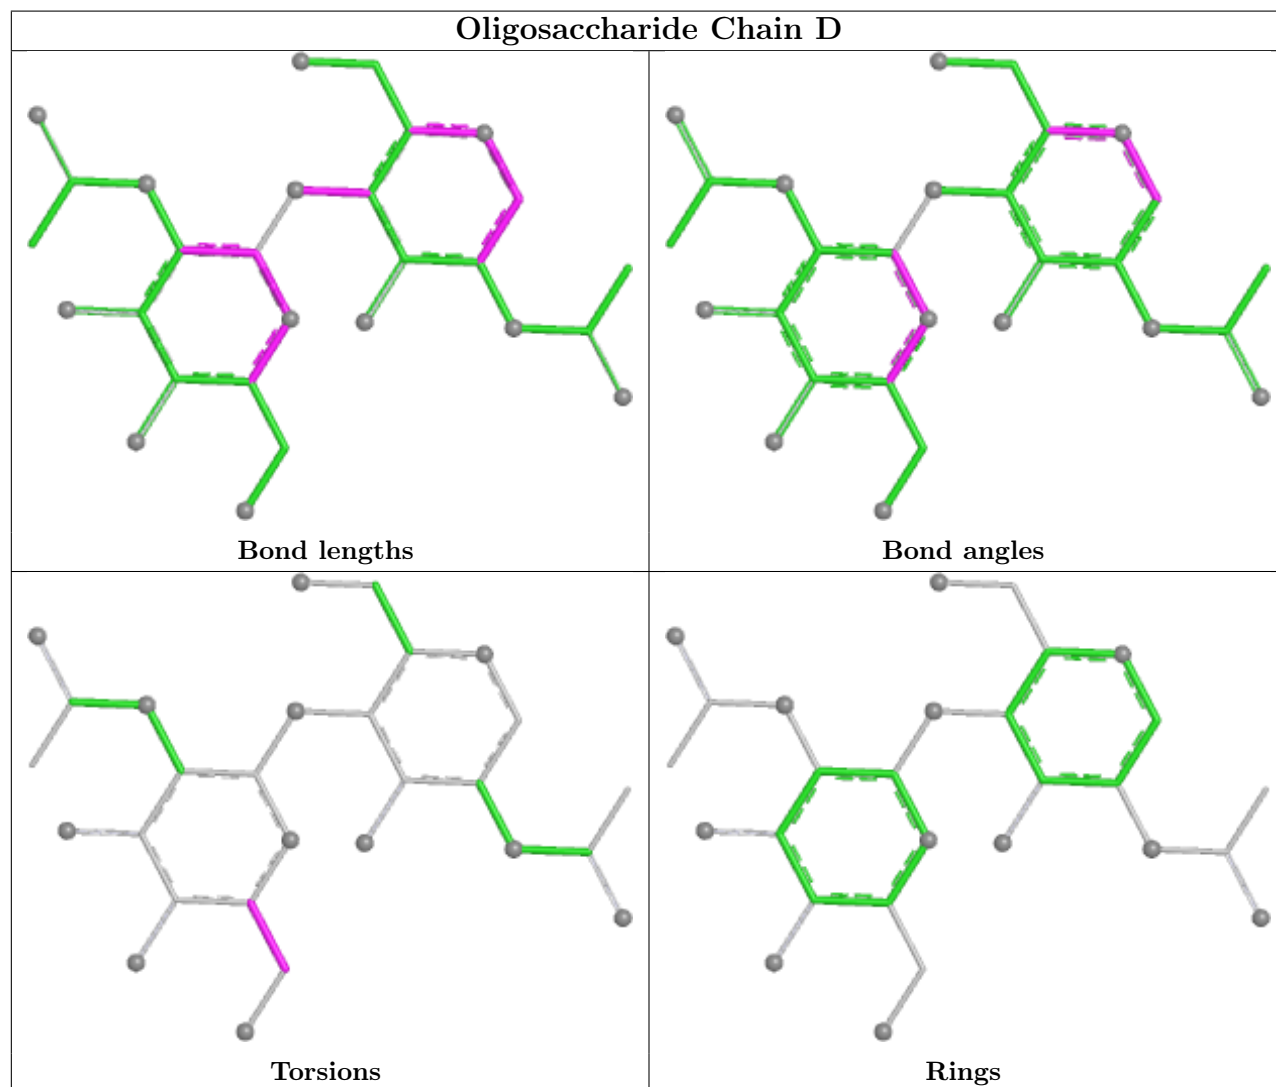 Oligosaccharide Chain D
Bond lengths
Bond angles
Torsions
Rings